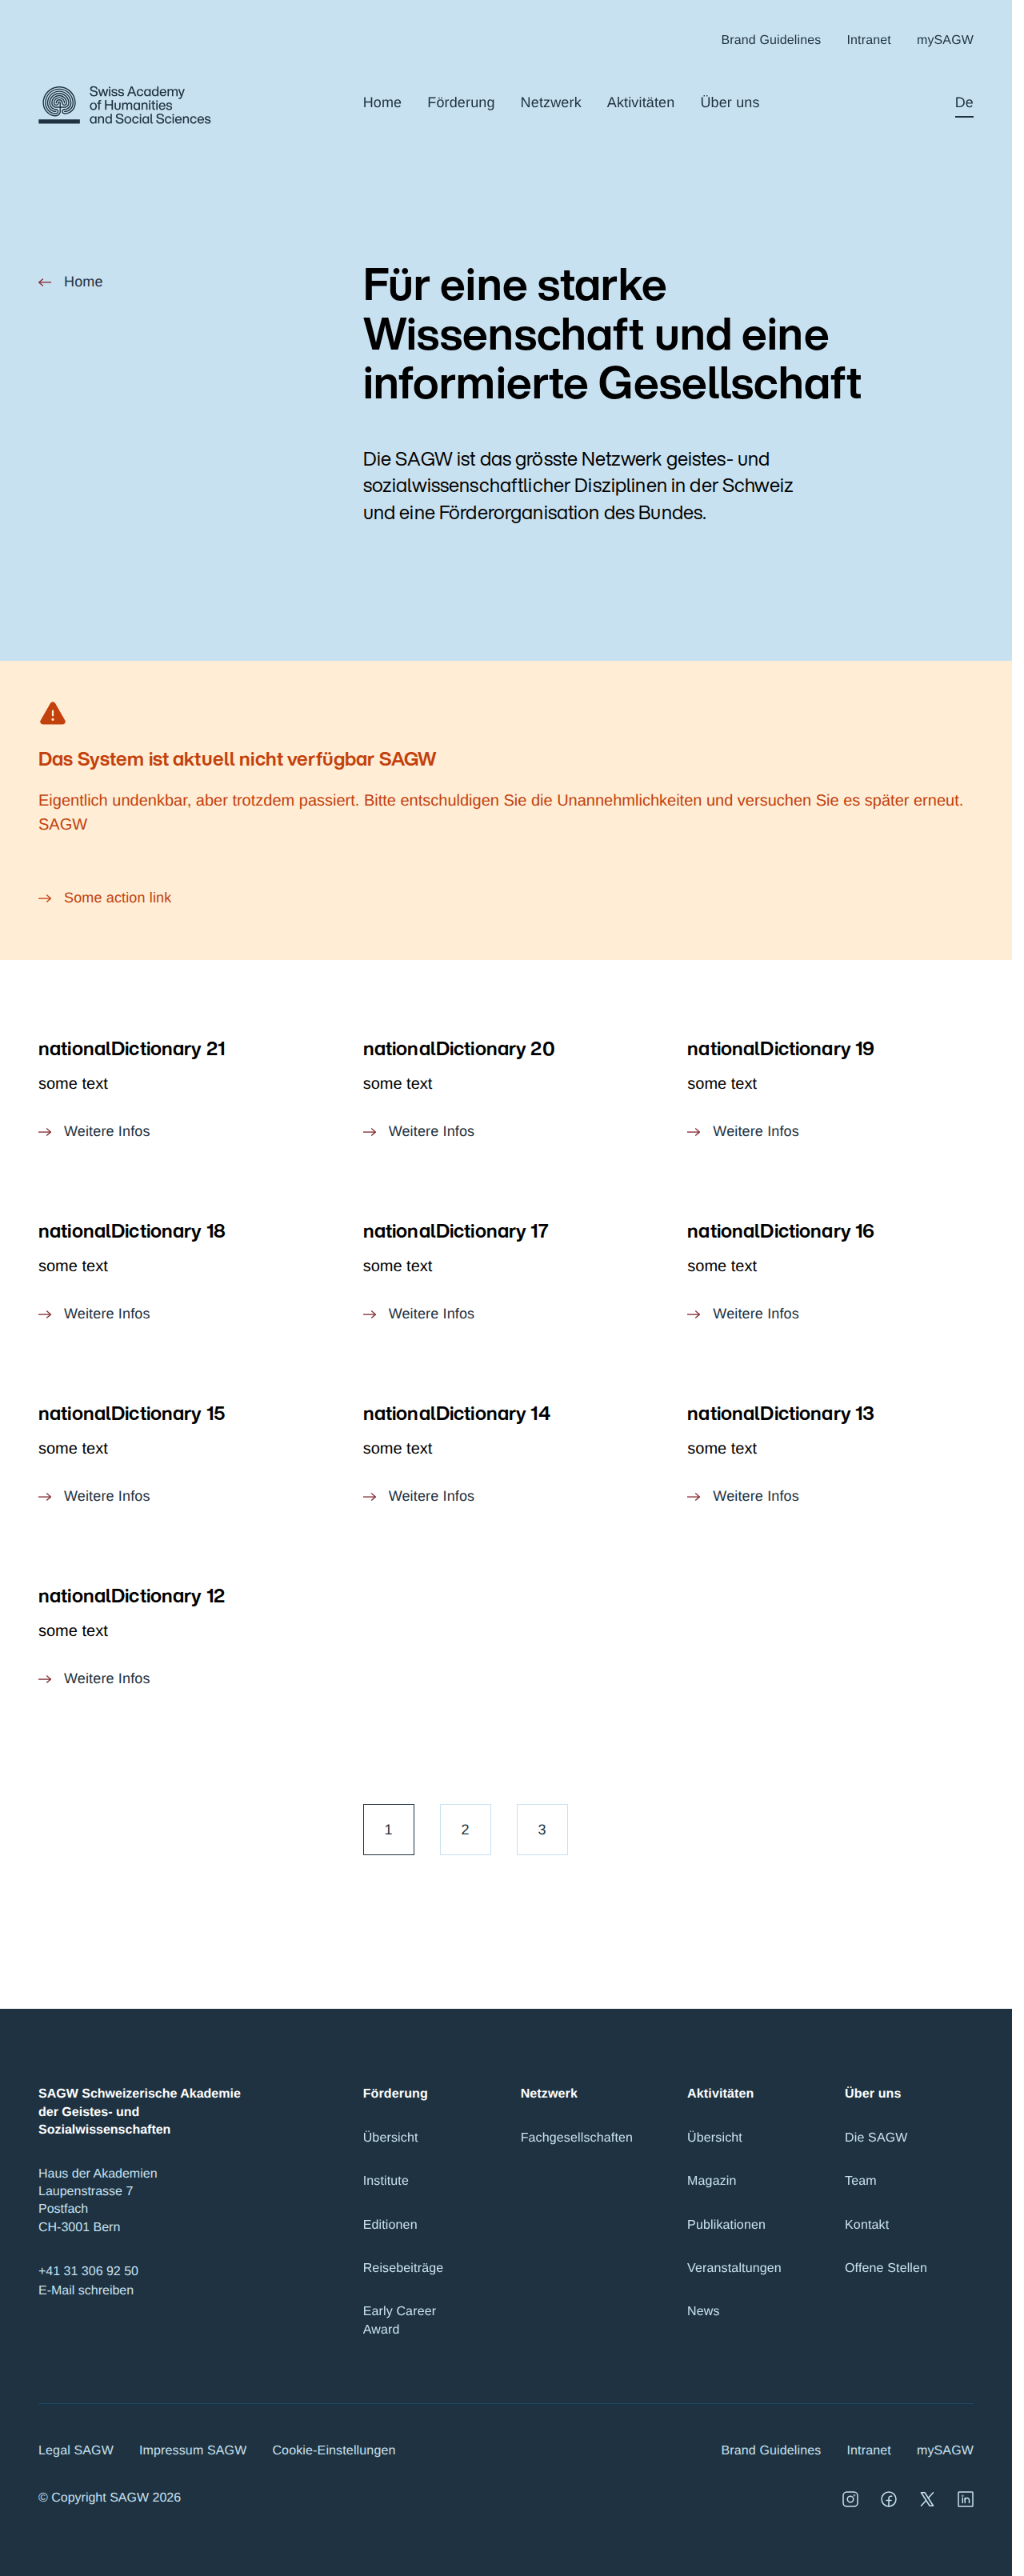 Brand Guidelines Intranet mySAGW
Swiss Academy
of Humanities
and Social Sciences
Home Förderung Netzwerk Aktivitäten Über uns
De
Home
Für eine starke
Wissenschaft und eine
informierte Gesellschaft
Die SAGW ist das grösste Netzwerk geistes- und
sozialwissenschaftlicher Disziplinen in der Schweiz
und eine Förderorganisation des Bundes.
Das System ist aktuell nicht verfügbar SAGW
Eigentlich undenkbar, aber trotzdem passiert. Bitte entschuldigen Sie die Unannehmlichkeiten und versuchen Sie es später erneut.
SAGW
Some action link
nationalDictionary 21
some text
Weitere Infos
nationalDictionary 20
some text
Weitere Infos
nationalDictionary 19
some text
Weitere Infos
nationalDictionary 18
some text
Weitere Infos
nationalDictionary 17
some text
Weitere Infos
nationalDictionary 16
some text
Weitere Infos
nationalDictionary 15
some text
Weitere Infos
nationalDictionary 14
some text
Weitere Infos
nationalDictionary 13
some text
Weitere Infos
nationalDictionary 12
some text
Weitere Infos
1 2 3
SAGW Schweizerische Akademie
der Geistes- und
Sozialwissenschaften
Haus der Akademien
Laupenstrasse 7
Postfach
CH-3001 Bern
+41 31 306 92 50
E-Mail schreiben
Förderung
Übersicht
Institute
Editionen
Reisebeiträge
Early Career
Award
Netzwerk
Fachgesellschaften
Aktivitäten
Übersicht
Magazin
Publikationen
Veranstaltungen
News
Über uns
Die SAGW
Team
Kontakt
Offene Stellen
Legal SAGW Impressum SAGW Cookie-Einstellungen
Brand Guidelines Intranet mySAGW
© Copyright SAGW 2026